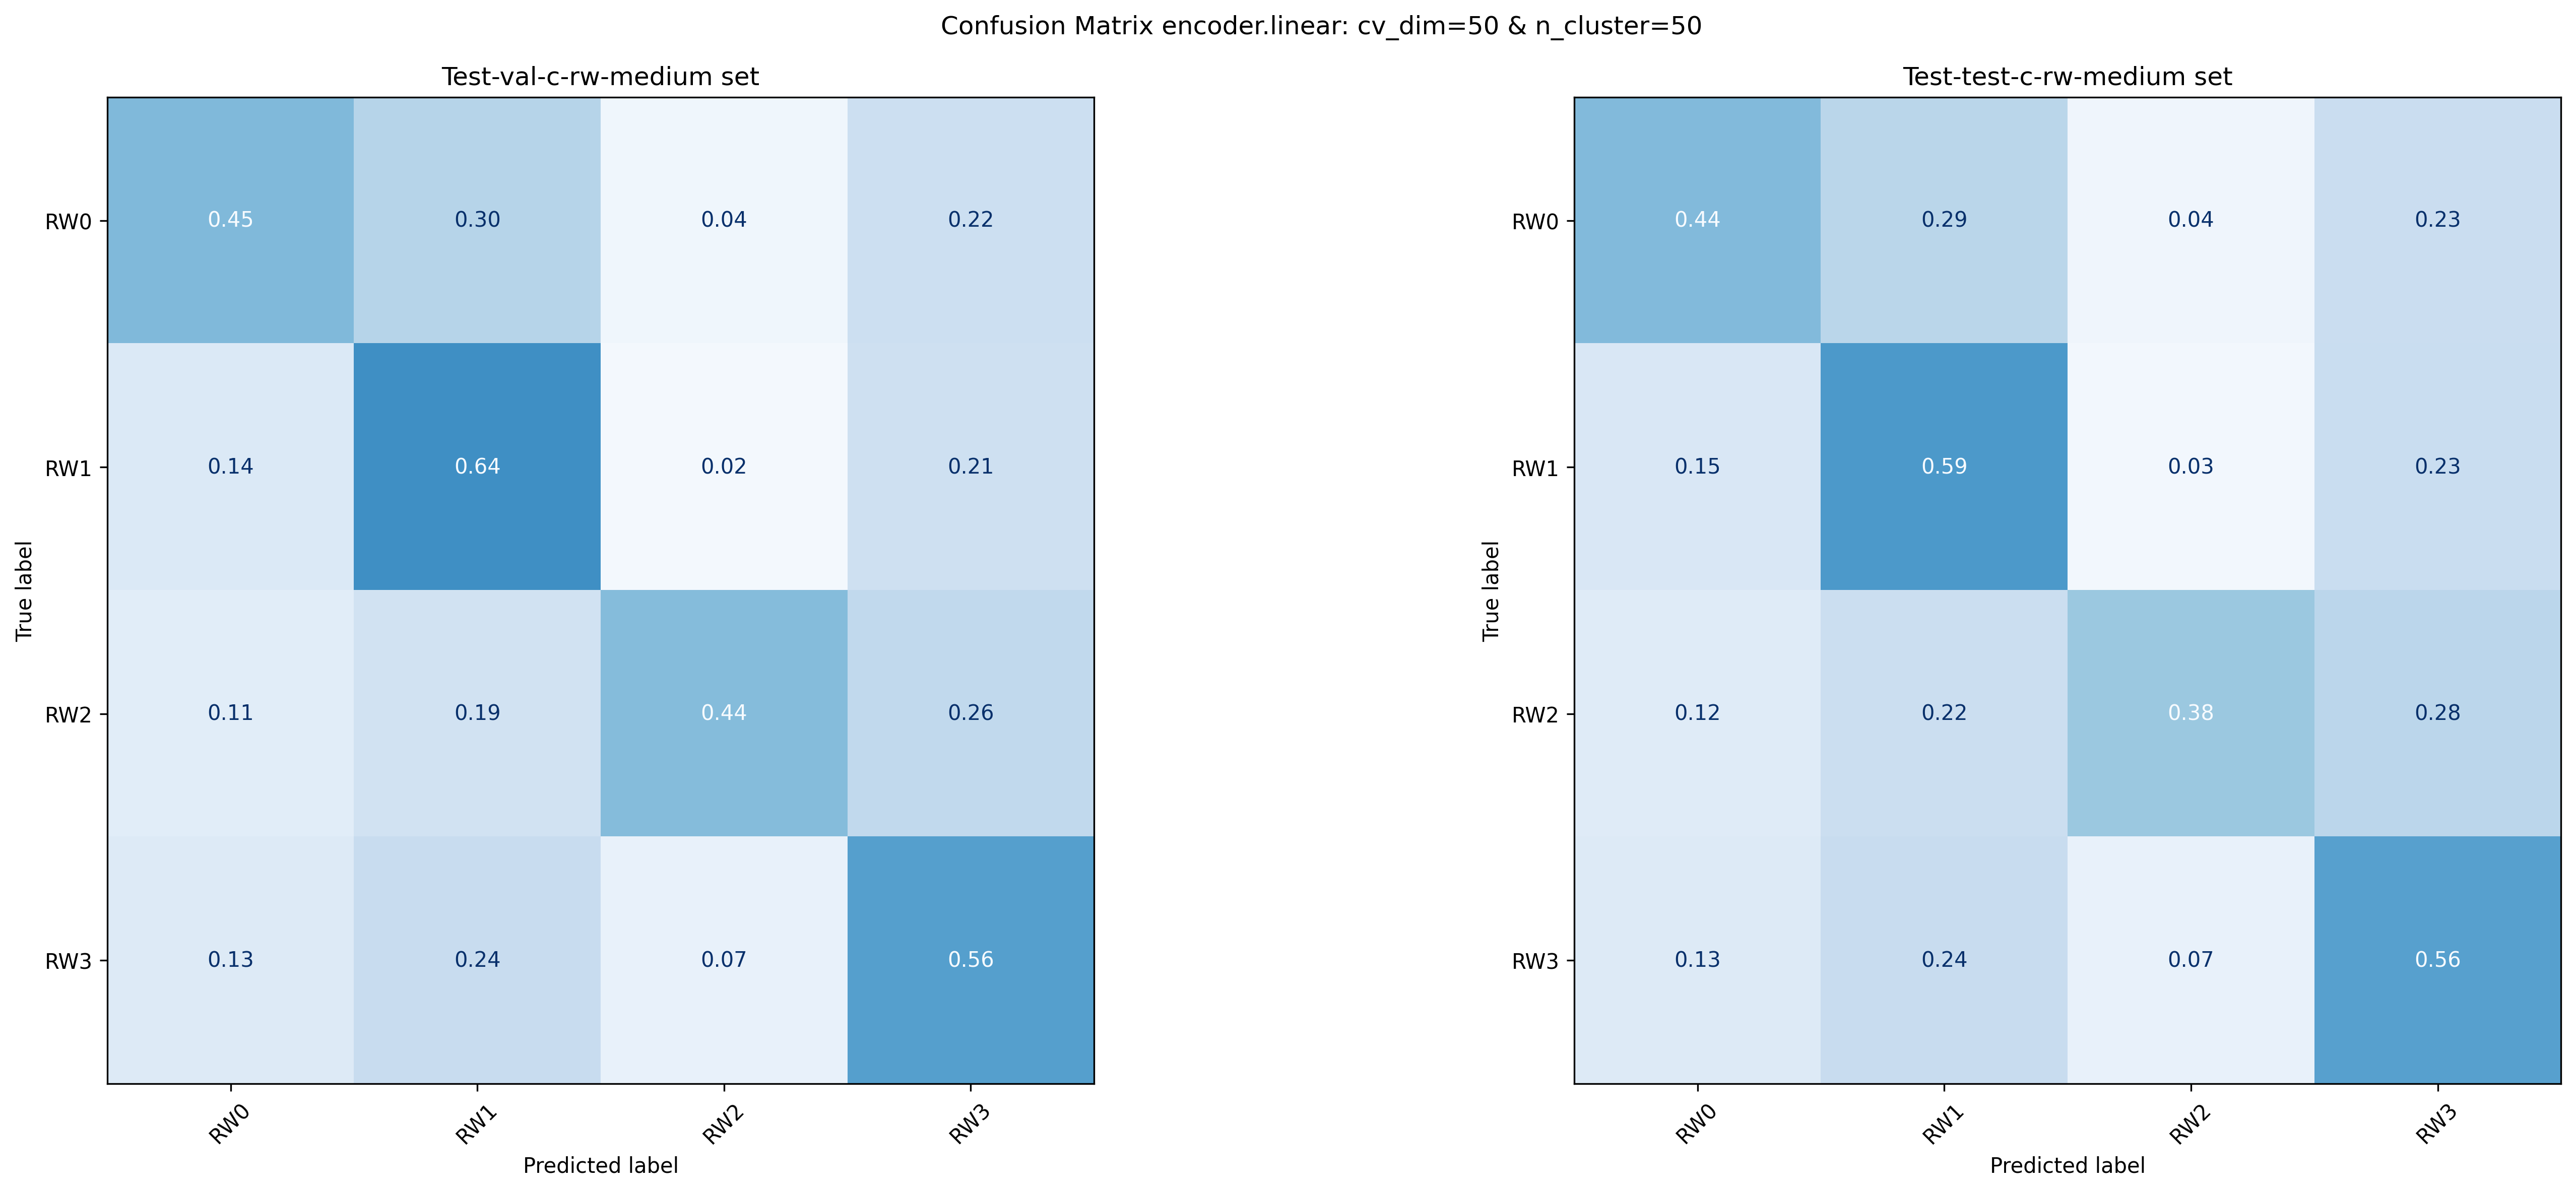 Confusion Matrix encoder.linear: cv_dim=50 & n_cluster=50
Test-val-c-rw-medium set
True label
RW0 0.45 0.30 0.04 0.22
RW1 0.14 0.64 0.02 0.21
RW2 0.11 0.19 0.44 0.26
RW3 0.13 0.24 0.07 0.56
RW0 RW1 RW2 RW3
Predicted label
Test-test-c-rw-medium set
True label
RW0 0.44 0.29 0.04 0.23
RW1 0.15 0.59 0.03 0.23
RW2 0.12 0.22 0.38 0.28
RW3 0.13 0.24 0.07 0.56
RW0 RW1 RW2 RW3
Predicted label